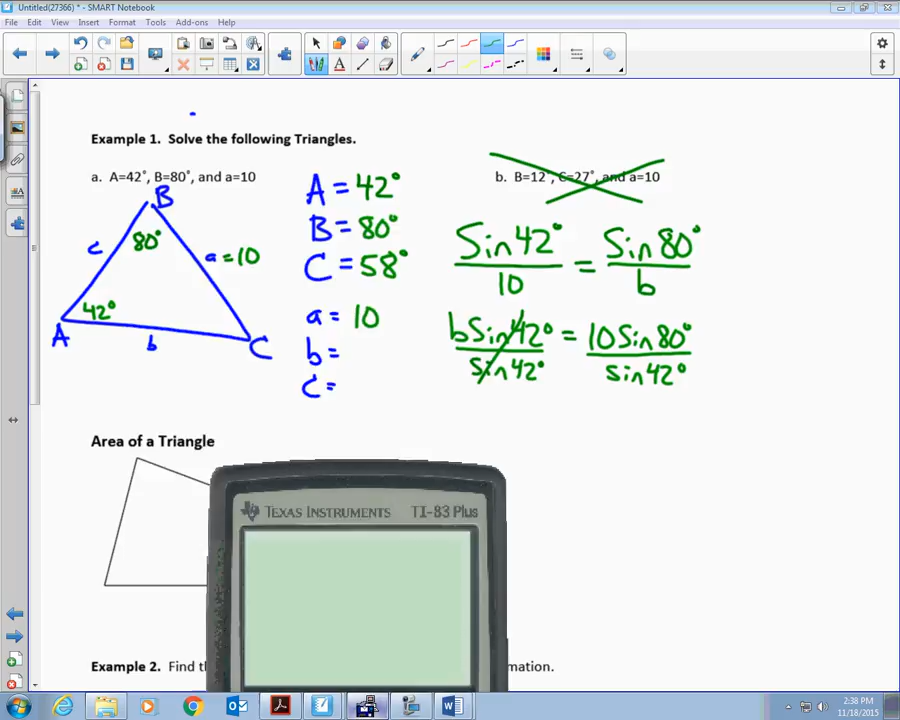 Untitled(27366) * - SMART Notebook
File Edit View Insert Format Tools Add-ons Help
Example 1. Solve the following Triangles.
a. A=42˚, B=80˚, and a=10
b. B=12˚, C=27˚, and a=10
B
80°
c
a = 10
42°
A
b
C
A = 42°
B = 80°
C = 58°
a = 10
b =
c =
Sin 42° / 10 = Sin 80° / b
b Sin 42° / sin 42° = 10 Sin 80° / sin 42°
Area of a Triangle
TEXAS INSTRUMENTS TI-83 Plus
Example 2. Find th
mation.
2:38 PM
11/18/2015